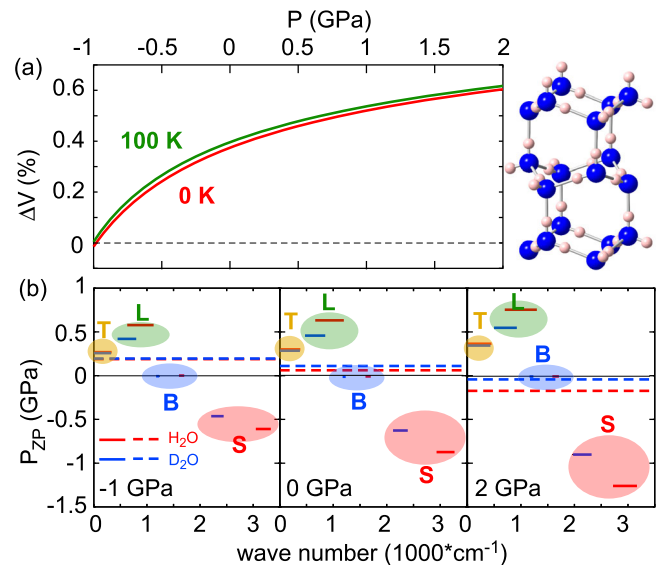 P (GPa)
-1 -0.5 0 0.5 1 1.5 2
(a)
0.6
0.4
0.2
0
ΔV (%)
100 K
0 K
(b)
1
0.5
0
-0.5
-1
-1.5
P_ZP (GPa)
T L B S
H₂O
D₂O
-1 GPa
T L B S
0 GPa
T L B S
2 GPa
0 1 2 3 0 1 2 3 0 1 2 3
wave number (1000*cm⁻¹)